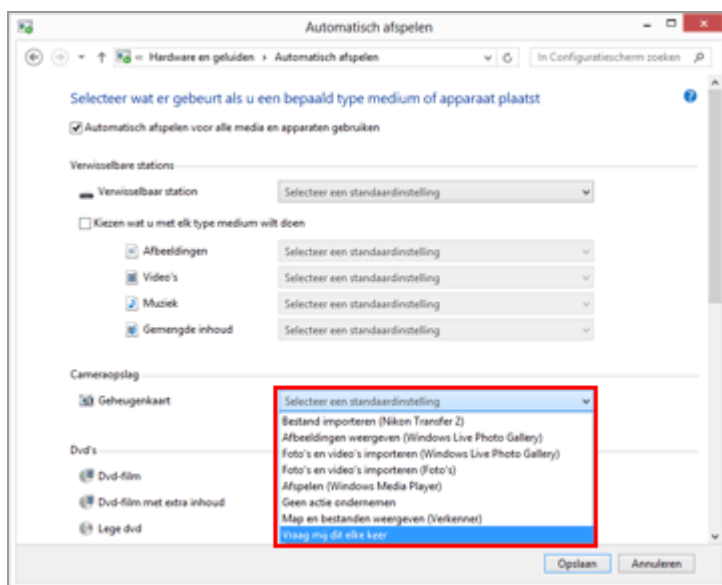 Automatisch afspelen
« Hardware en geluiden › Automatisch afspelen
In Configuratiescherm zoeken
Selecteer wat er gebeurt als u een bepaald type medium of apparaat plaatst
Automatisch afspelen voor alle media en apparaten gebruiken
Verwisselbare stations
Verwisselbaar station Selecteer een standaardinstelling
Kiezen wat u met elk type medium wilt doen
Afbeeldingen Selecteer een standaardinstelling
Video's Selecteer een standaardinstelling
Muziek Selecteer een standaardinstelling
Gemengde inhoud Selecteer een standaardinstelling
Cameraopslag
Geheugenkaart Selecteer een standaardinstelling
Bestand importeren (Nikon Transfer 2)
Afbeeldingen weergeven (Windows Live Photo Gallery)
Foto's en video's importeren (Windows Live Photo Gallery)
Foto's en video's importeren (Foto's)
Afspelen (Windows Media Player)
Geen actie ondernemen
Map en bestanden weergeven (Verkenner)
Vraag mij dit elke keer
Dvd's
Dvd-film
Dvd-film met extra inhoud
Lege dvd
Opslaan Annuleren